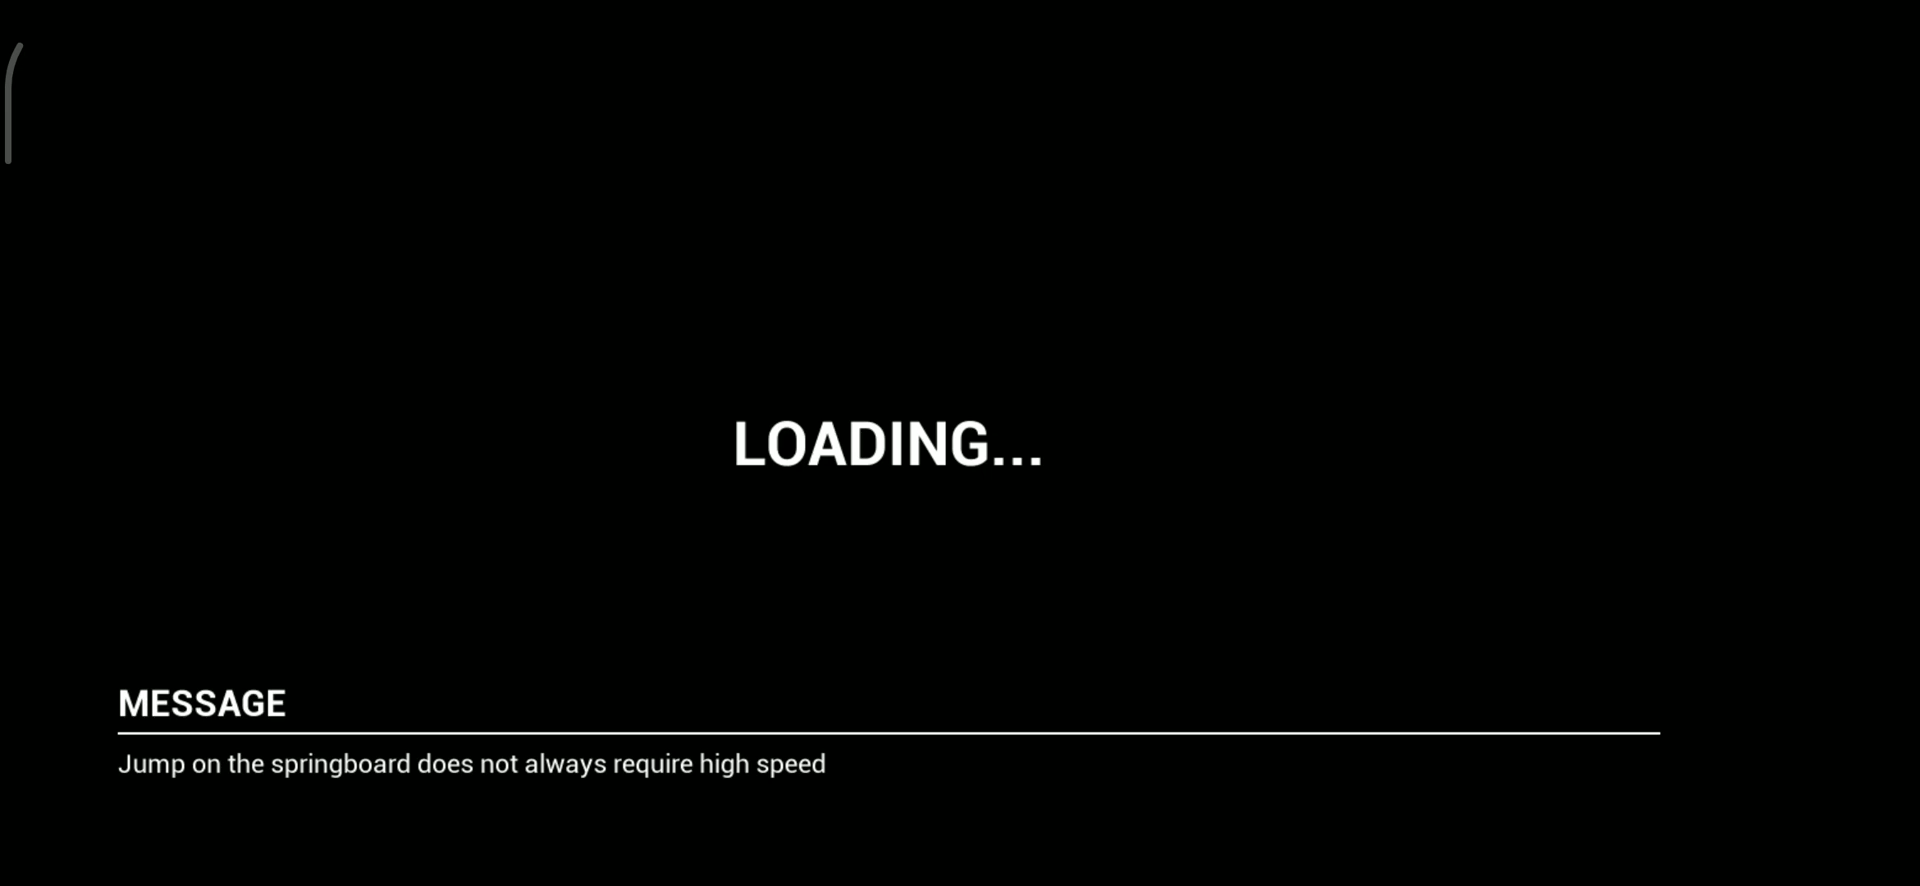 LOADING...
MESSAGE
Jump on the springboard does not always require high speed